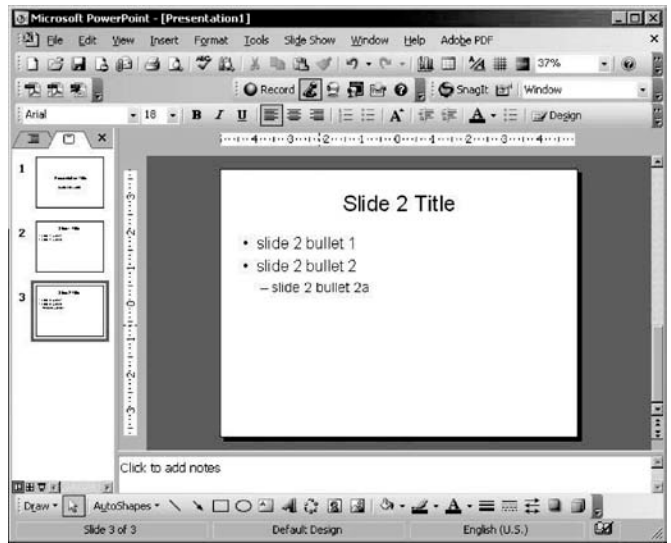 Microsoft PowerPoint - [Presentation1]
File Edit View Insert Format Tools Slide Show Window Help Adobe PDF
37%
Record SnagIt Window
Arial 18 B I U A A Design
1
2
3
Slide 2 Title
• slide 2 bullet 1
• slide 2 bullet 2
– slide 2 bullet 2a
Click to add notes
Draw AutoShapes A
Slide 3 of 3 Default Design English (U.S.)